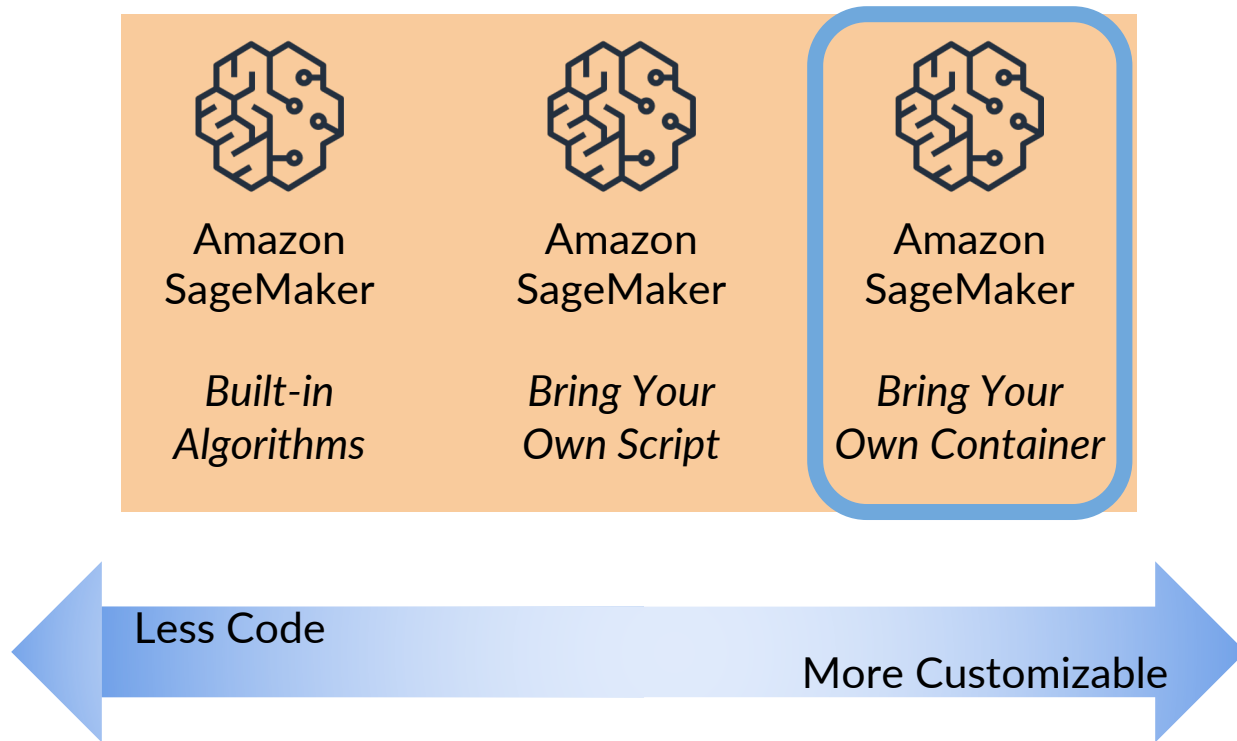 Amazon
SageMaker
Built-in
Algorithms
Amazon
SageMaker
Bring Your
Own Script
Amazon
SageMaker
Bring Your
Own Container
Less Code
More Customizable